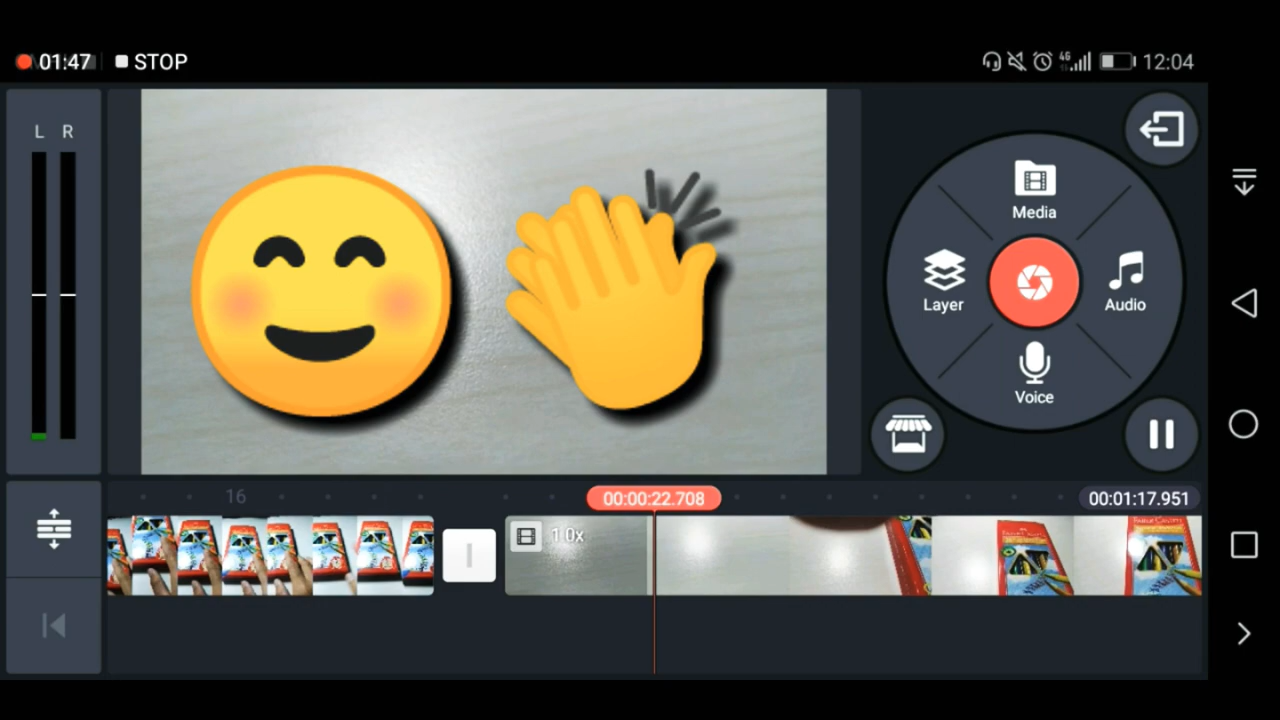 01:47 STOP
4G 12:04
L R
Media
Layer
Audio
Voice
16
00:00:22.708
00:01:17.951
1.0x